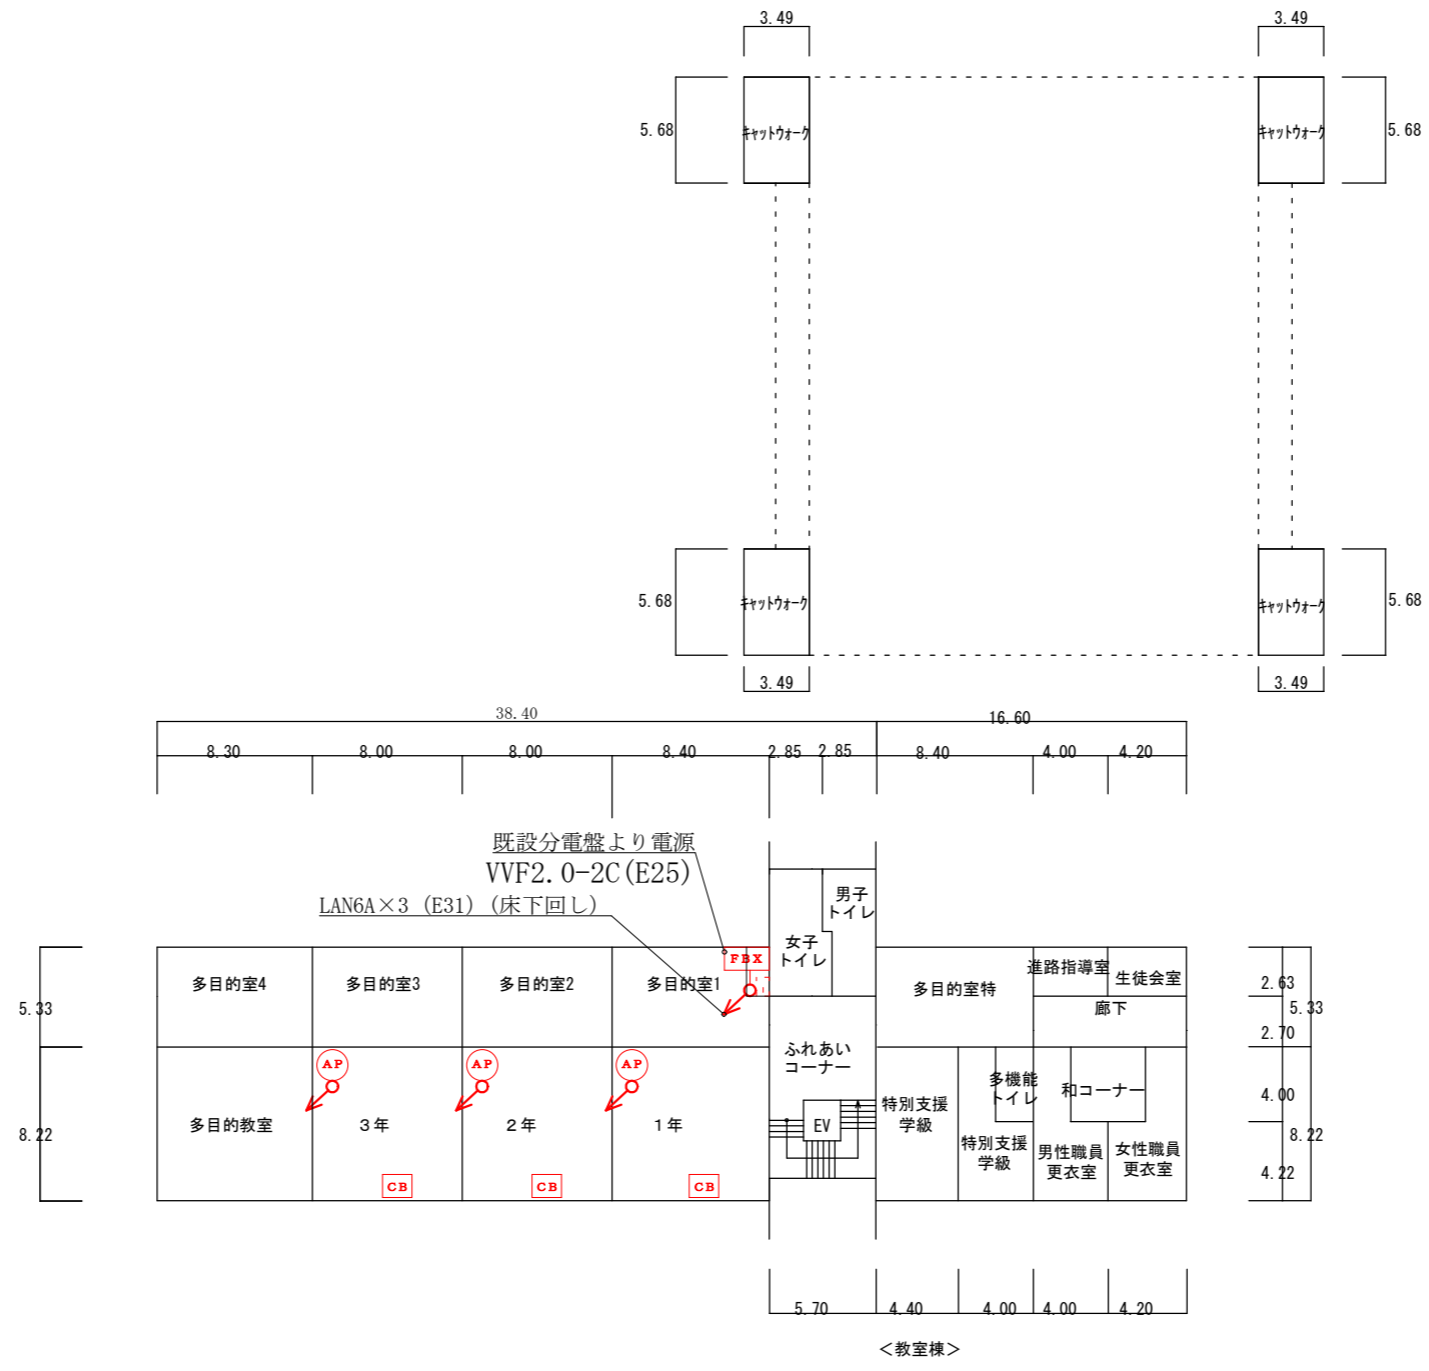 3.49
3.49
5.68
キャットウォーク
キャットウォーク
5.68
5.68
キャットウォーク
キャットウォーク
5.68
3.49
3.49
38.40
16.60
8.30
8.00
8.00
8.40
2.85
2.85
8.40
4.00
4.20
既設分電盤より電源
VVF2.0-2C(E25)
LAN6A×3 (E31) (床下回し)
男子
トイレ
女子
トイレ
FBX
多目的室4
多目的室3
多目的室2
多目的室1
多目的室特
進路指導室
生徒会室
廊下
5.33
2.63
5.33
2.70
ふれあい
コーナー
AP
AP
AP
多機能
トイレ
和コーナー
4.00
多目的教室
3年
2年
1年
EV
特別支援
学級
特別支援
学級
男性職員
更衣室
女性職員
更衣室
8.22
8.22
4.22
CB
CB
CB
5.70
4.40
4.00
4.00
4.20
<教室棟>